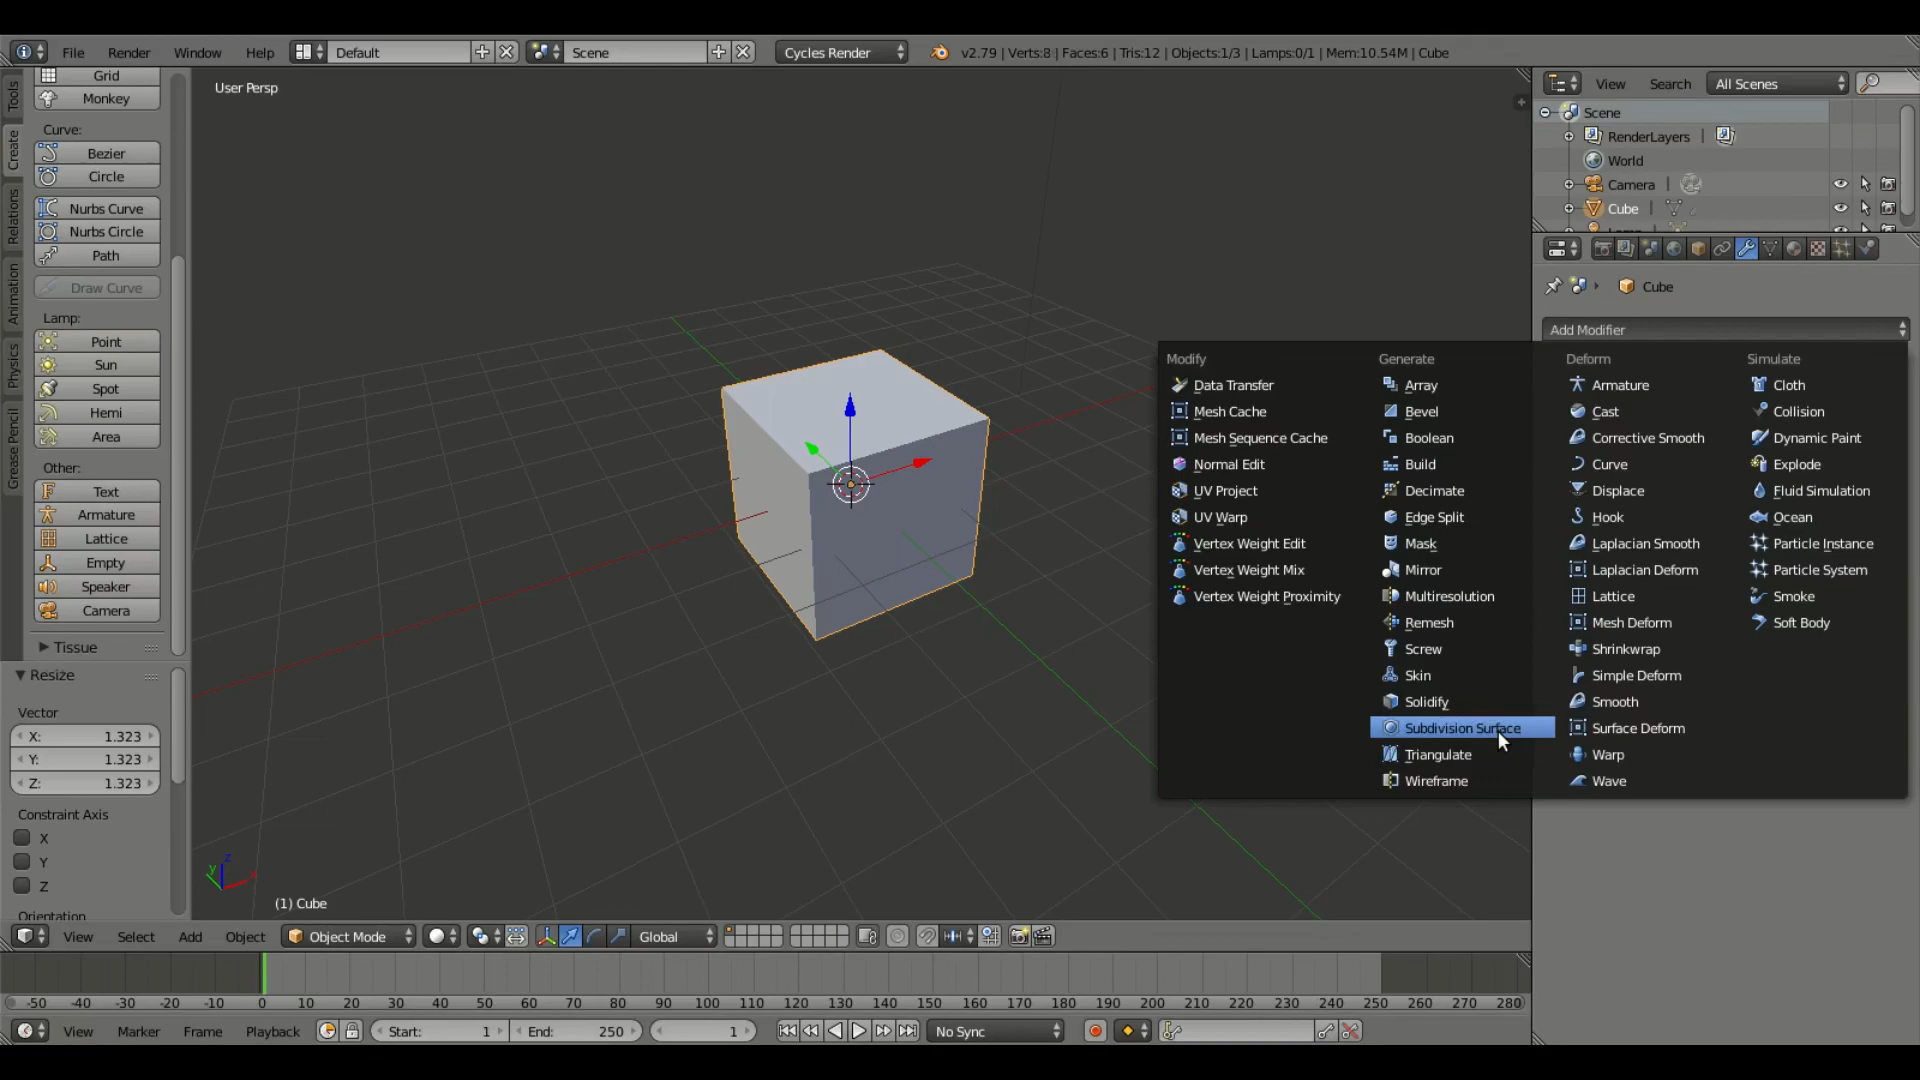 File Render Window Help Default Scene Cycles Render v2.79 | Verts:8 | Faces:6 | Tris:12 | Objects:1/3 | Lamps:0/1 | Mem:10.54M | Cube
Tools
Create
Relations
Animation
Physics
Grease Pencil
Grid
Monkey
Curve:
Bezier
Circle
Nurbs Curve
Nurbs Circle
Path
Draw Curve
Lamp:
Point
Sun
Spot
Hemi
Area
Other:
Text
Armature
Lattice
Empty
Speaker
Camera
Tissue
Resize
Vector
X: 1.323
Y: 1.323
Z: 1.323
Constraint Axis
X
Y
Z
Orientation
User Persp
(1) Cube
View Search All Scenes
Scene
RenderLayers
World
Camera
Cube
Cube
Add Modifier
Modify
Data Transfer
Mesh Cache
Mesh Sequence Cache
Normal Edit
UV Project
UV Warp
Vertex Weight Edit
Vertex Weight Mix
Vertex Weight Proximity
Generate
Array
Bevel
Boolean
Build
Decimate
Edge Split
Mask
Mirror
Multiresolution
Remesh
Screw
Skin
Solidify
Subdivision Surface
Triangulate
Wireframe
Deform
Armature
Cast
Corrective Smooth
Curve
Displace
Hook
Laplacian Smooth
Laplacian Deform
Lattice
Mesh Deform
Shrinkwrap
Simple Deform
Smooth
Surface Deform
Warp
Wave
Simulate
Cloth
Collision
Dynamic Paint
Explode
Fluid Simulation
Ocean
Particle Instance
Particle System
Smoke
Soft Body
View Select Add Object Object Mode Global
-50 -40 -30 -20 -10 0 10 20 30 40 50 60 70 80 90 100 110 120 130 140 150 160 170 180 190 200 210 220 230 240 250 260 270 280
View Marker Frame Playback Start: 1 End: 250 1 No Sync